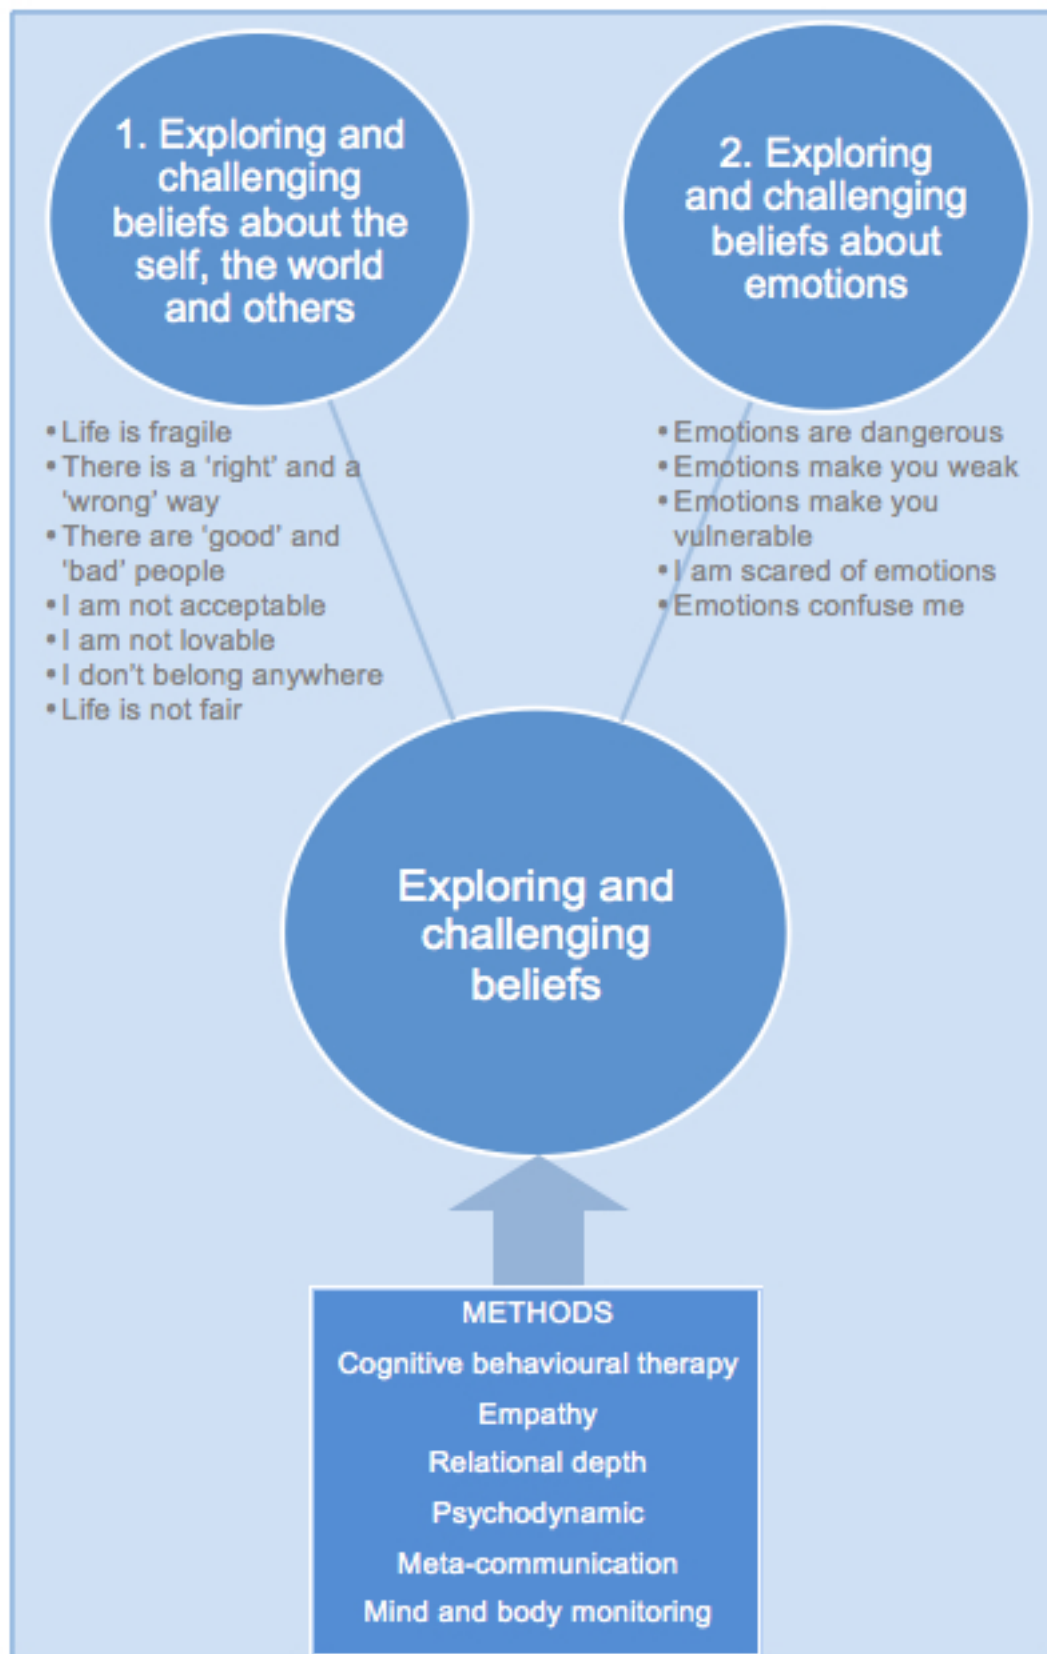 1. Exploring and
challenging
beliefs about the
self, the world
and others
2. Exploring
and challenging
beliefs about
emotions
• Life is fragile
• There is a 'right' and a
'wrong' way
• There are 'good' and
'bad' people
• I am not acceptable
• I am not lovable
• I don't belong anywhere
• Life is not fair
• Emotions are dangerous
• Emotions make you weak
• Emotions make you
vulnerable
• I am scared of emotions
• Emotions confuse me
Exploring and
challenging
beliefs
METHODS
Cognitive behavioural therapy
Empathy
Relational depth
Psychodynamic
Meta-communication
Mind and body monitoring